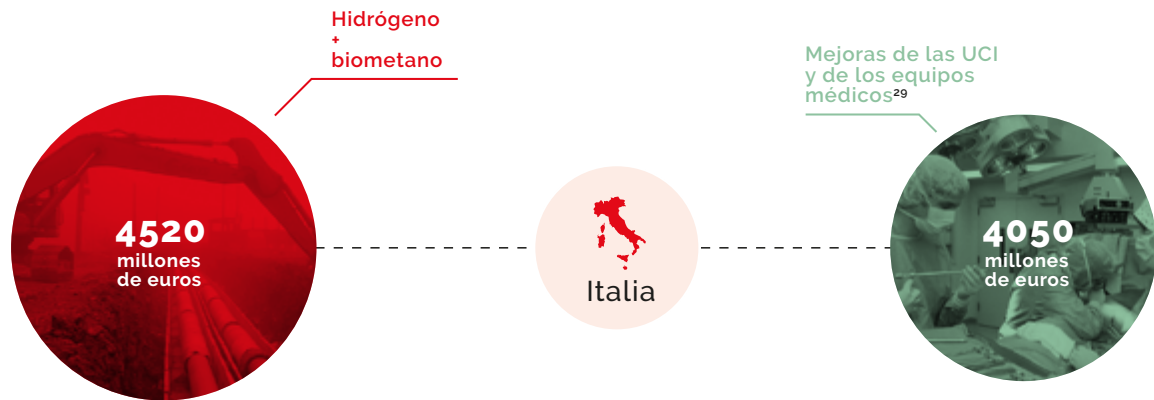 Hidrógeno
+
biometano
Mejoras de las UCI
y de los equipos
médicos²⁹
4520
millones
de euros
Italia
4050
millones
de euros